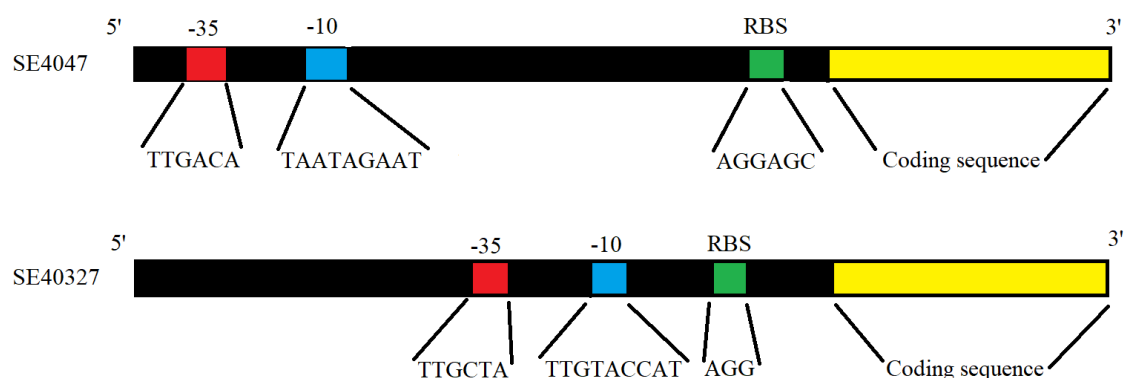 5' -35 -10 RBS 3'
SE4047
TTGACA TAATAGAAT AGGAGC Coding sequence
5' -35 -10 RBS 3'
SE40327
TTGCTA TTGTACCAT AGG Coding sequence